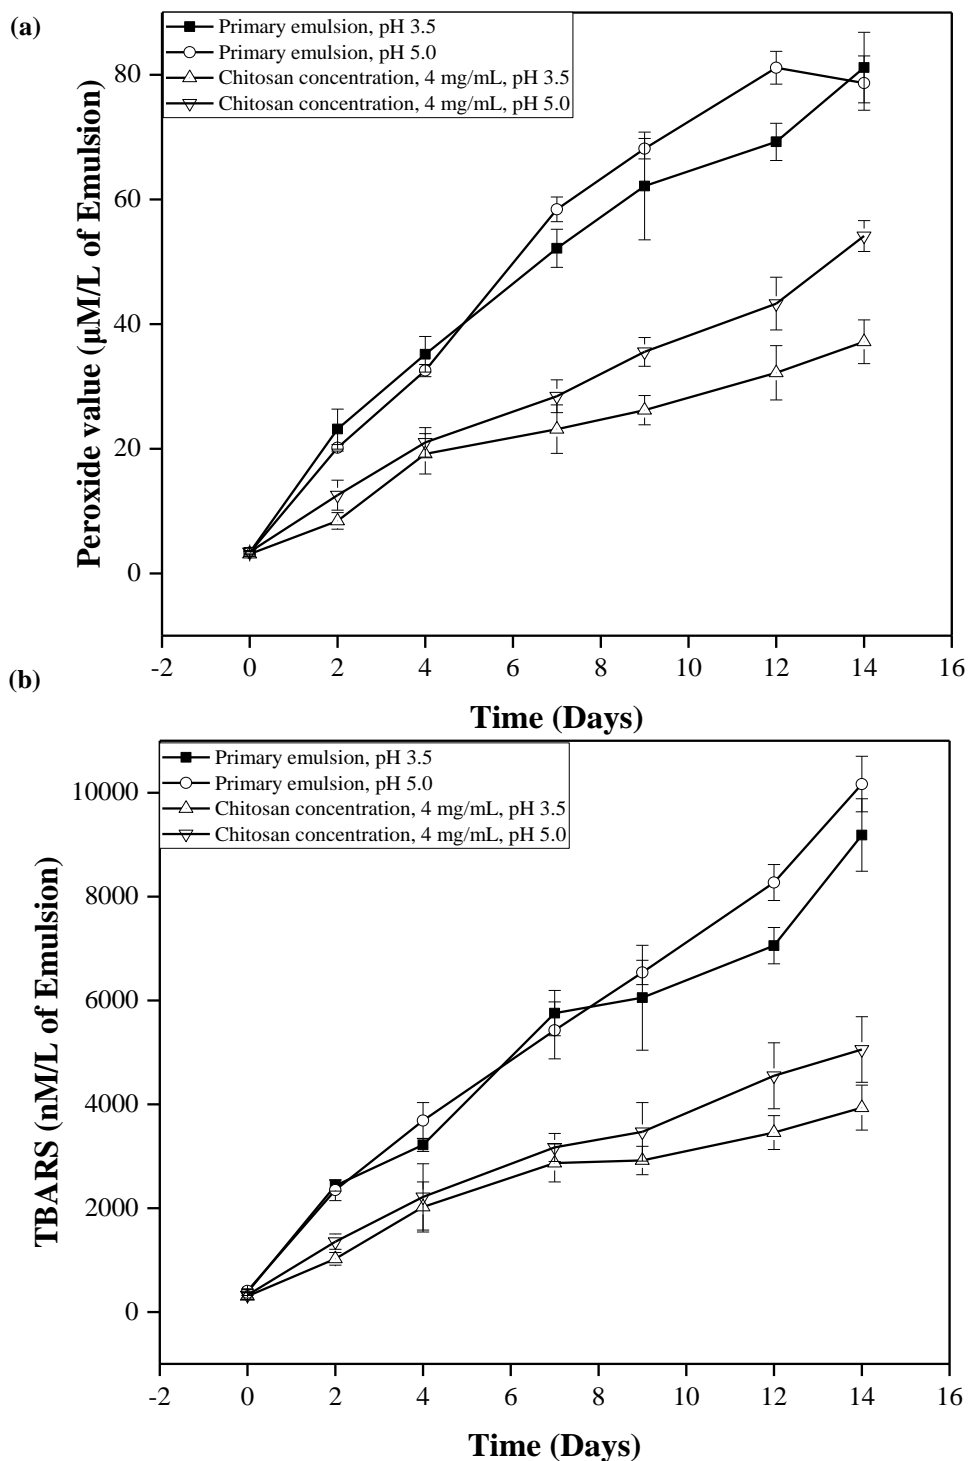 (a)
Primary emulsion, pH 3.5
Primary emulsion, pH 5.0
Chitosan concentration, 4 mg/mL, pH 3.5
Chitosan concentration, 4 mg/mL, pH 5.0
80
60
40
20
0
Peroxide value (µM/L of Emulsion)
-2 0 2 4 6 8 10 12 14 16
Time (Days)
(b)
Primary emulsion, pH 3.5
Primary emulsion, pH 5.0
Chitosan concentration, 4 mg/mL, pH 3.5
Chitosan concentration, 4 mg/mL, pH 5.0
10000
8000
6000
4000
2000
0
TBARS (nM/L of Emulsion)
-2 0 2 4 6 8 10 12 14 16
Time (Days)